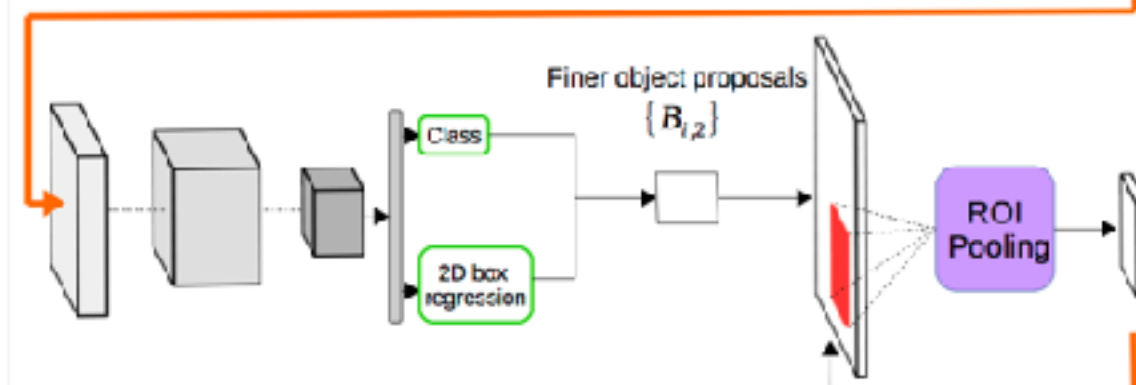 Finer object proposals
{B_{i,2}}
Class
2D box
regression
ROI
Pooling